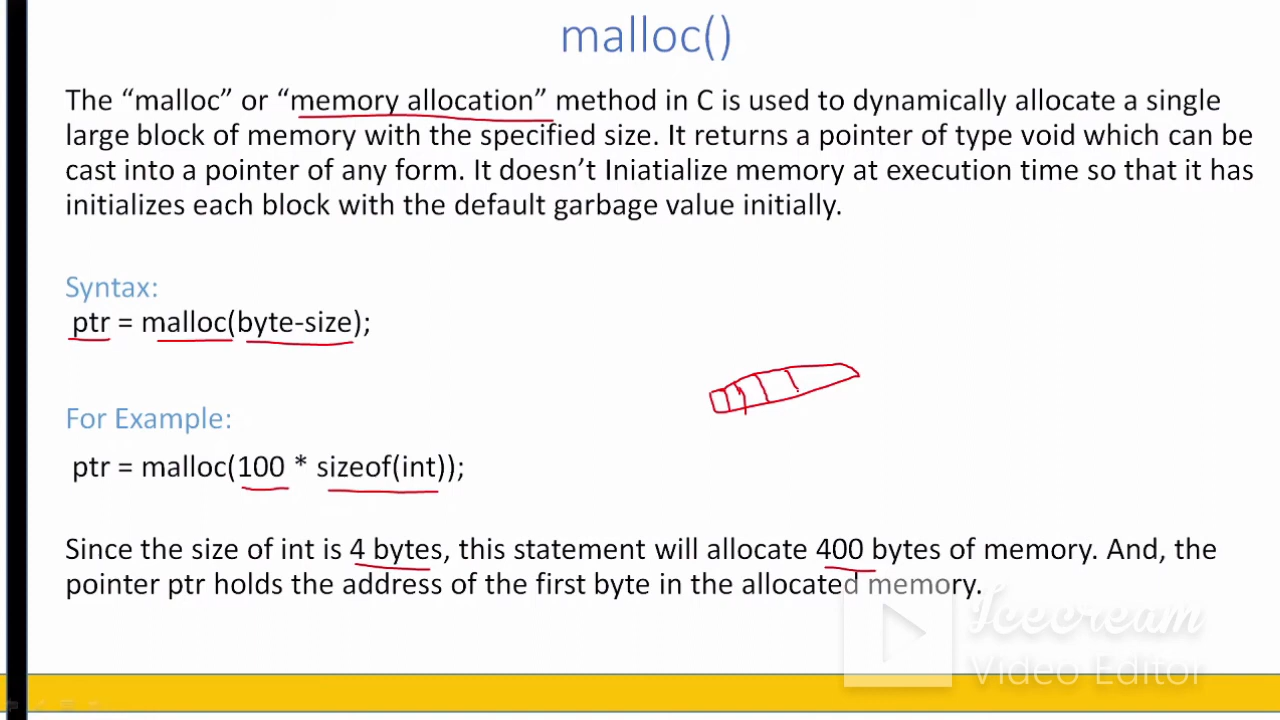 malloc()
The “malloc” or “memory allocation” method in C is used to dynamically allocate a single
large block of memory with the specified size. It returns a pointer of type void which can be
cast into a pointer of any form. It doesn’t Iniatialize memory at execution time so that it has
initializes each block with the default garbage value initially.
Syntax:
ptr = malloc(byte-size);
For Example:
ptr = malloc(100 * sizeof(int));
Since the size of int is 4 bytes, this statement will allocate 400 bytes of memory. And, the
pointer ptr holds the address of the first byte in the allocated memory.
Icecream
Video Editor